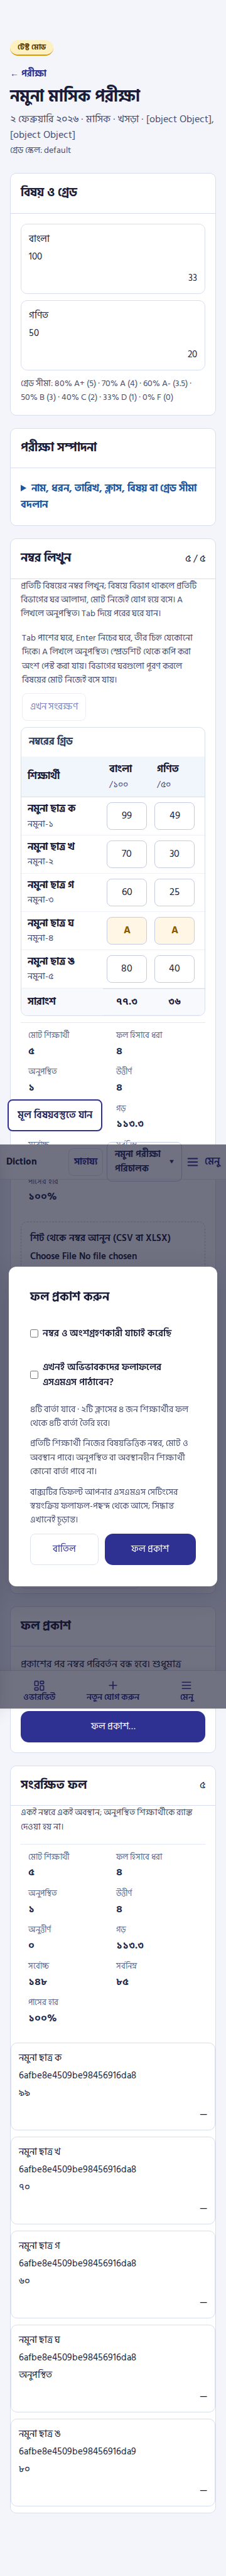 টেস্ট মোড
← পরীক্ষা
নমুনা মাসিক পরীক্ষা
২ ফেব্রুয়ারি ২০২৬ · মাসিক · খসড়া · [object Object],
[object Object]
গ্রেড স্কেল: default
বিষয় ও গ্রেড
বাংলা
100
33
গণিত
50
20
গ্রেড সীমা: 80% A+ (5) · 70% A (4) · 60% A- (3.5) ·
50% B (3) · 40% C (2) · 33% D (1) · 0% F (0)
পরীক্ষা সম্পাদনা
▶ নাম, ধরন, তারিখ, ক্লাস, বিষয় বা গ্রেড সীমা
বদলান
নম্বর লিখুন
৫ / ৫
প্রতিটি বিষয়ের নম্বর লিখুন; বিষয়ে বিভাগ থাকলে প্রতিটি
বিভাগের ঘর আলাদা, মোট নিজেই যোগ হয়ে বসে। A
লিখলে অনুপস্থিত। Tab দিয়ে পরের ঘরে যান।
Tab পাশের ঘরে, Enter নিচের ঘরে, তীর চিহ্ন যেকোনো
দিকে। A লিখলে অনুপস্থিত। স্প্রেডশিট থেকে কপি করা
অংশ পেস্ট করা যায়। বিভাগের ঘরগুলো পূরণ করলে
বিষয়ের মোট নিজেই বসে যায়।
এখন সংরক্ষণ
নম্বরের গ্রিড
শিক্ষার্থী
বাংলা
/১০০
গণিত
/৫০
নমুনা ছাত্র ক
নমুনা-১
99
49
নমুনা ছাত্র খ
নমুনা-২
70
30
নমুনা ছাত্র গ
নমুনা-৩
60
25
নমুনা ছাত্র ঘ
নমুনা-৪
A
A
নমুনা ছাত্র ঙ
নমুনা-৫
80
40
সারাংশ
৭৭.৩
৩৬
মোট শিক্ষার্থী
৫
ফল হিসাবে ধরা
৪
অনুপস্থিত
১
উত্তীর্ণ
৪
মূল বিষয়বস্তুতে যান
গড়
১১৩.৩
Diction
সাহায্য
নমুনা পরীক্ষা
পরিচালক
▾
মেনু
পাসের হার
১০০%
শিট থেকে নম্বর আনুন (CSV বা XLSX)
Choose File No file chosen
ফল প্রকাশ করুন
নম্বর ও অংশগ্রহণকারী যাচাই করেছি
এখনই অভিভাবকদের ফলাফলের
এসএমএস পাঠাবেন?
৪টি বার্তা যাবে · ২টি ক্লাসের ৪ জন শিক্ষার্থীর ফল
থেকে ৪টি বার্তা তৈরি হবে।
প্রতিটি শিক্ষার্থী নিজের বিষয়ভিত্তিক নম্বর, মোট ও
অবস্থান পাবে। অনুপস্থিত বা অবস্থানহীন শিক্ষার্থী
কোনো বার্তা পাবে না।
বাক্সটির ডিফল্ট আপনার এসএমএস সেটিংসের
স্বয়ংক্রিয় ফলাফল-পছন্দ থেকে আসে; সিদ্ধান্ত
এখানেই চূড়ান্ত।
বাতিল
ফল প্রকাশ
ফল প্রকাশ
প্রকাশের পর নম্বর পরিবর্তন বন্ধ হবে। শুধুমাত্র
ওভারভিউ
নতুন যোগ করুন
মেনু
ফল প্রকাশ...
সংরক্ষিত ফল
৫
একই নম্বরে একই অবস্থান; অনুপস্থিত শিক্ষার্থীকে র‍্যাঙ্ক
দেওয়া হয় না।
মোট শিক্ষার্থী
৫
ফল হিসাবে ধরা
৪
অনুপস্থিত
১
উত্তীর্ণ
৪
অনুত্তীর্ণ
০
গড়
১১৩.৩
সর্বোচ্চ
১৪৮
সর্বনিম্ন
৮৫
পাসের হার
১০০%
নমুনা ছাত্র ক
6afbe8e4509be98456916da8
৯৯
—
নমুনা ছাত্র খ
6afbe8e4509be98456916da8
৭০
—
নমুনা ছাত্র গ
6afbe8e4509be98456916da8
৬০
—
নমুনা ছাত্র ঘ
6afbe8e4509be98456916da8
অনুপস্থিত
—
নমুনা ছাত্র ঙ
6afbe8e4509be98456916da9
৮০
—